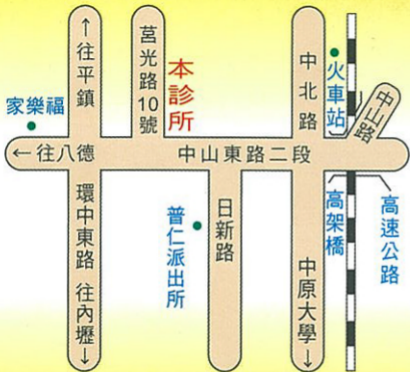 ↑往平鎮
莒光路10號
本診所
中北路
火車站
中山路
家樂福
←往八德
中山東路二段
環中東路
往內壢↓
普仁派出所
日新路
中原大學↓
高架橋
高速公路